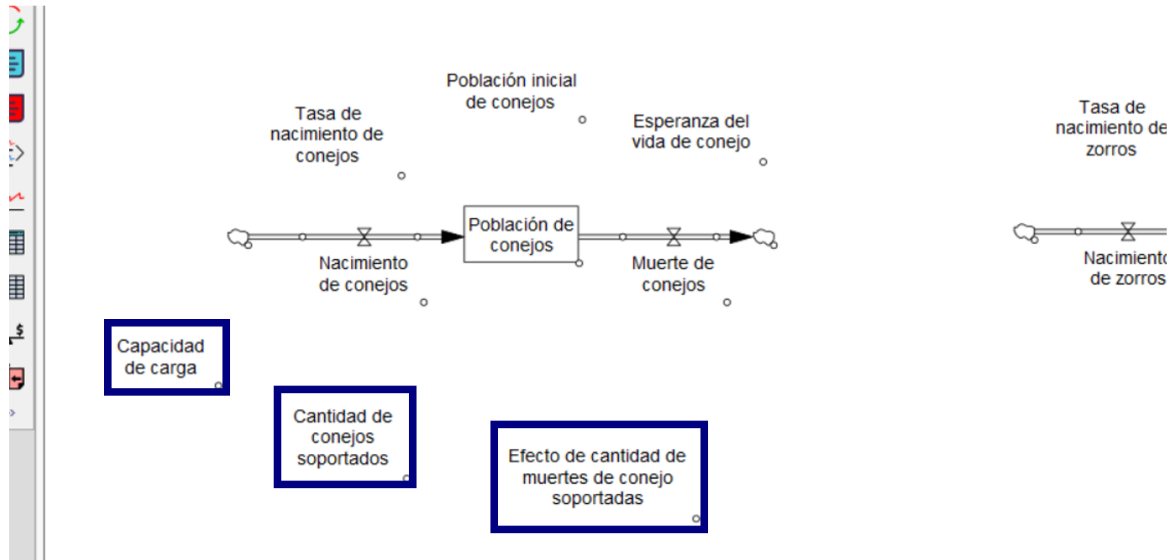 Población inicial
de conejos
Tasa de
nacimiento de
conejos
Esperanza del
vida de conejo
Tasa de
nacimiento de
zorros
Población de
conejos
Nacimiento
de conejos
Muerte de
conejos
Nacimiento
de zorros
Capacidad
de carga
Cantidad de
conejos
soportados
Efecto de cantidad de
muertes de conejo
soportadas
$
»